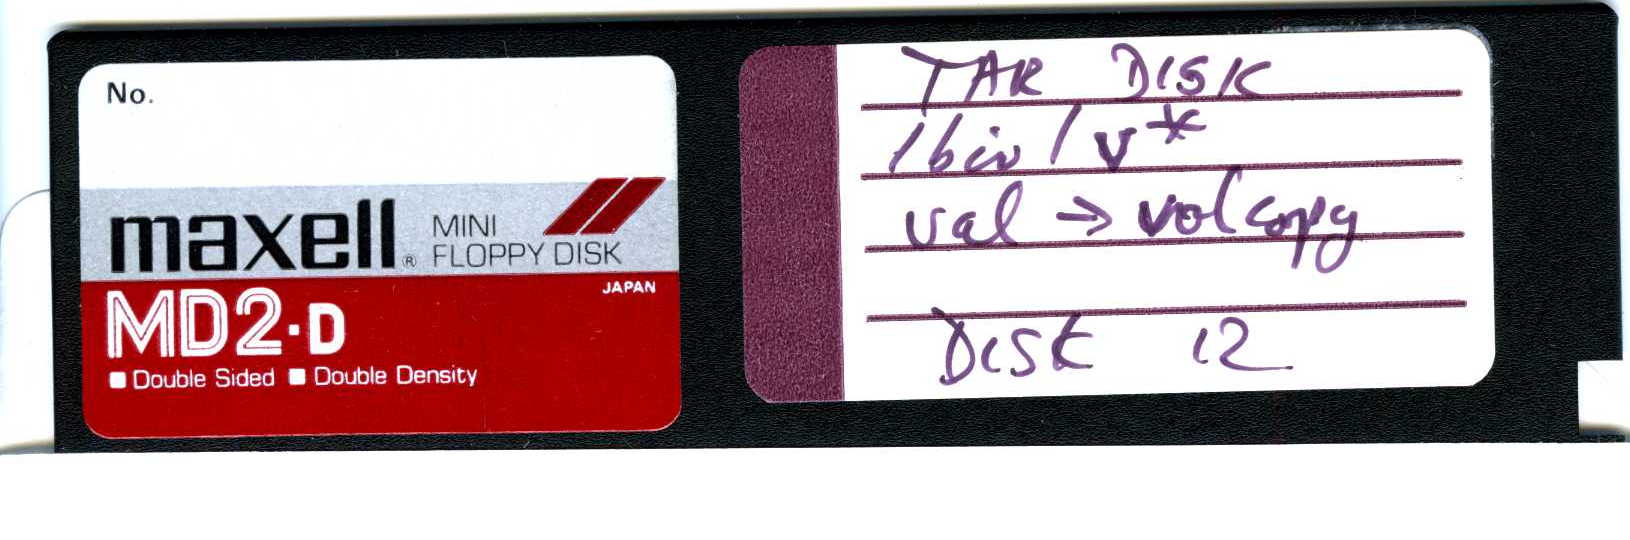 No.
maxell® MINI FLOPPY DISK
JAPAN
MD2-D
Double Sided Double Density
TAR DISK
/bin/v*
val → volcopy
Disk 12